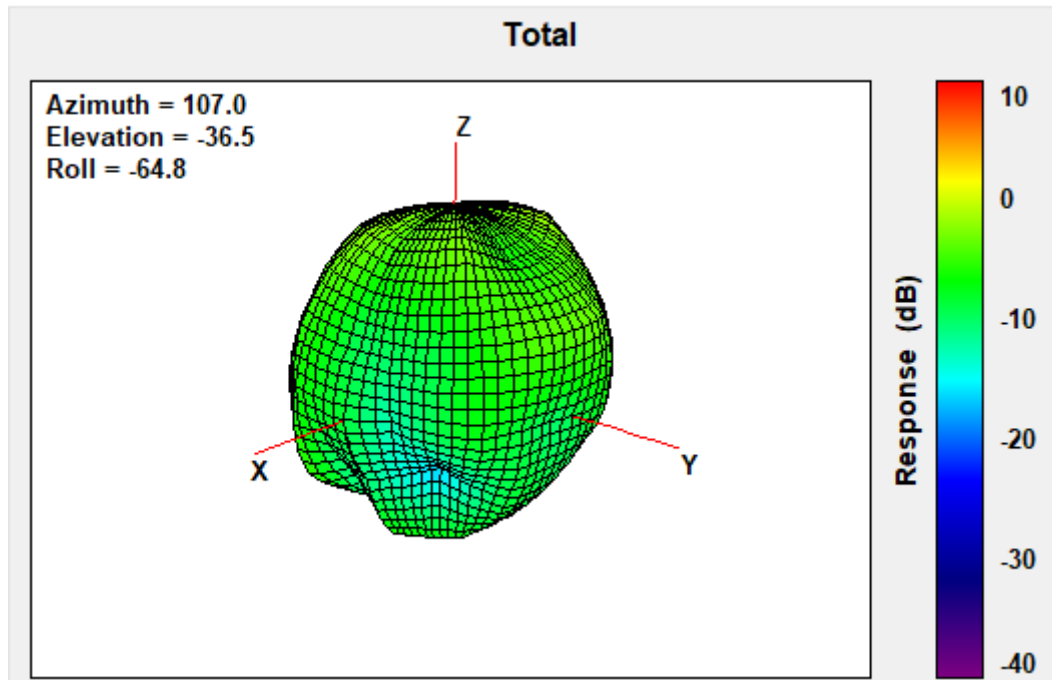 Total
Azimuth = 107.0
Elevation = -36.5
Roll = -64.8
Z
X
Y
10
0
-10
-20
-30
-40
Response (dB)